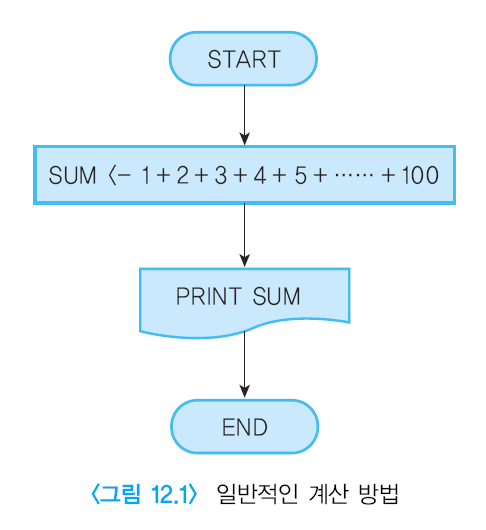 START
SUM <- 1+2+3+4+5+……+100
PRINT SUM
END
<그림 12.1> 일반적인 계산 방법